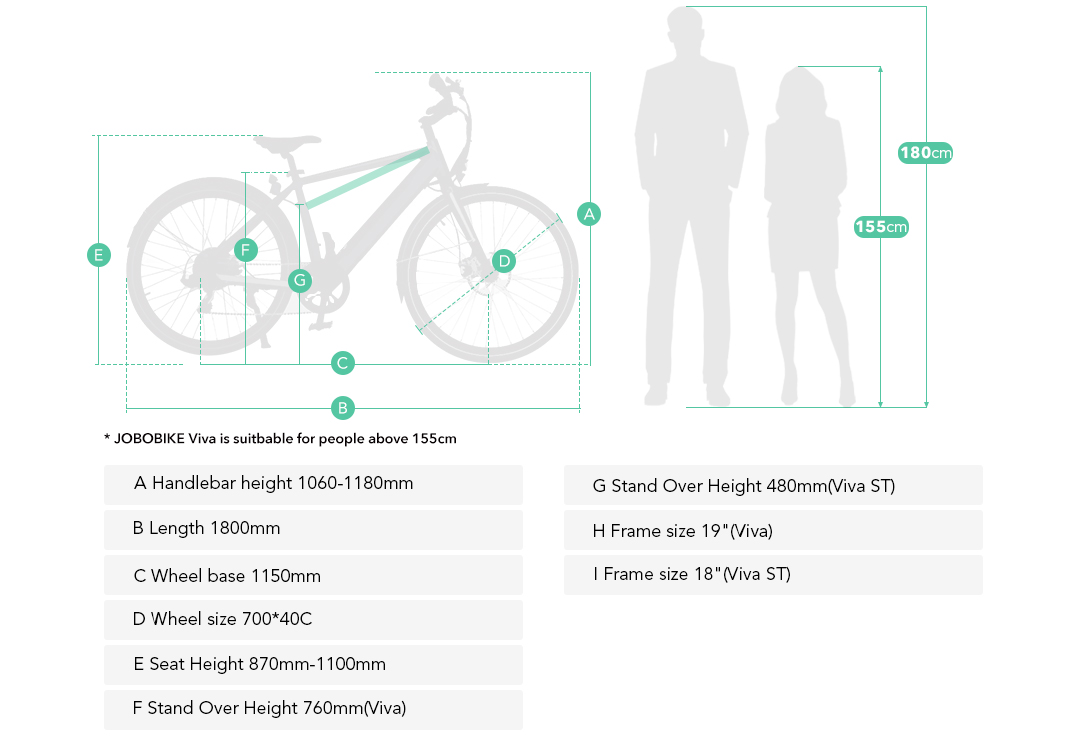 180cm
A
155cm
F
E
D
G
C
B
* JOBOBIKE Viva is suitbable for people above 155cm
A Handlebar height 1060-1180mm
B Length 1800mm
C Wheel base 1150mm
D Wheel size 700*40C
E Seat Height 870mm-1100mm
F Stand Over Height 760mm(Viva)
G Stand Over Height 480mm(Viva ST)
H Frame size 19"(Viva)
I Frame size 18"(Viva ST)